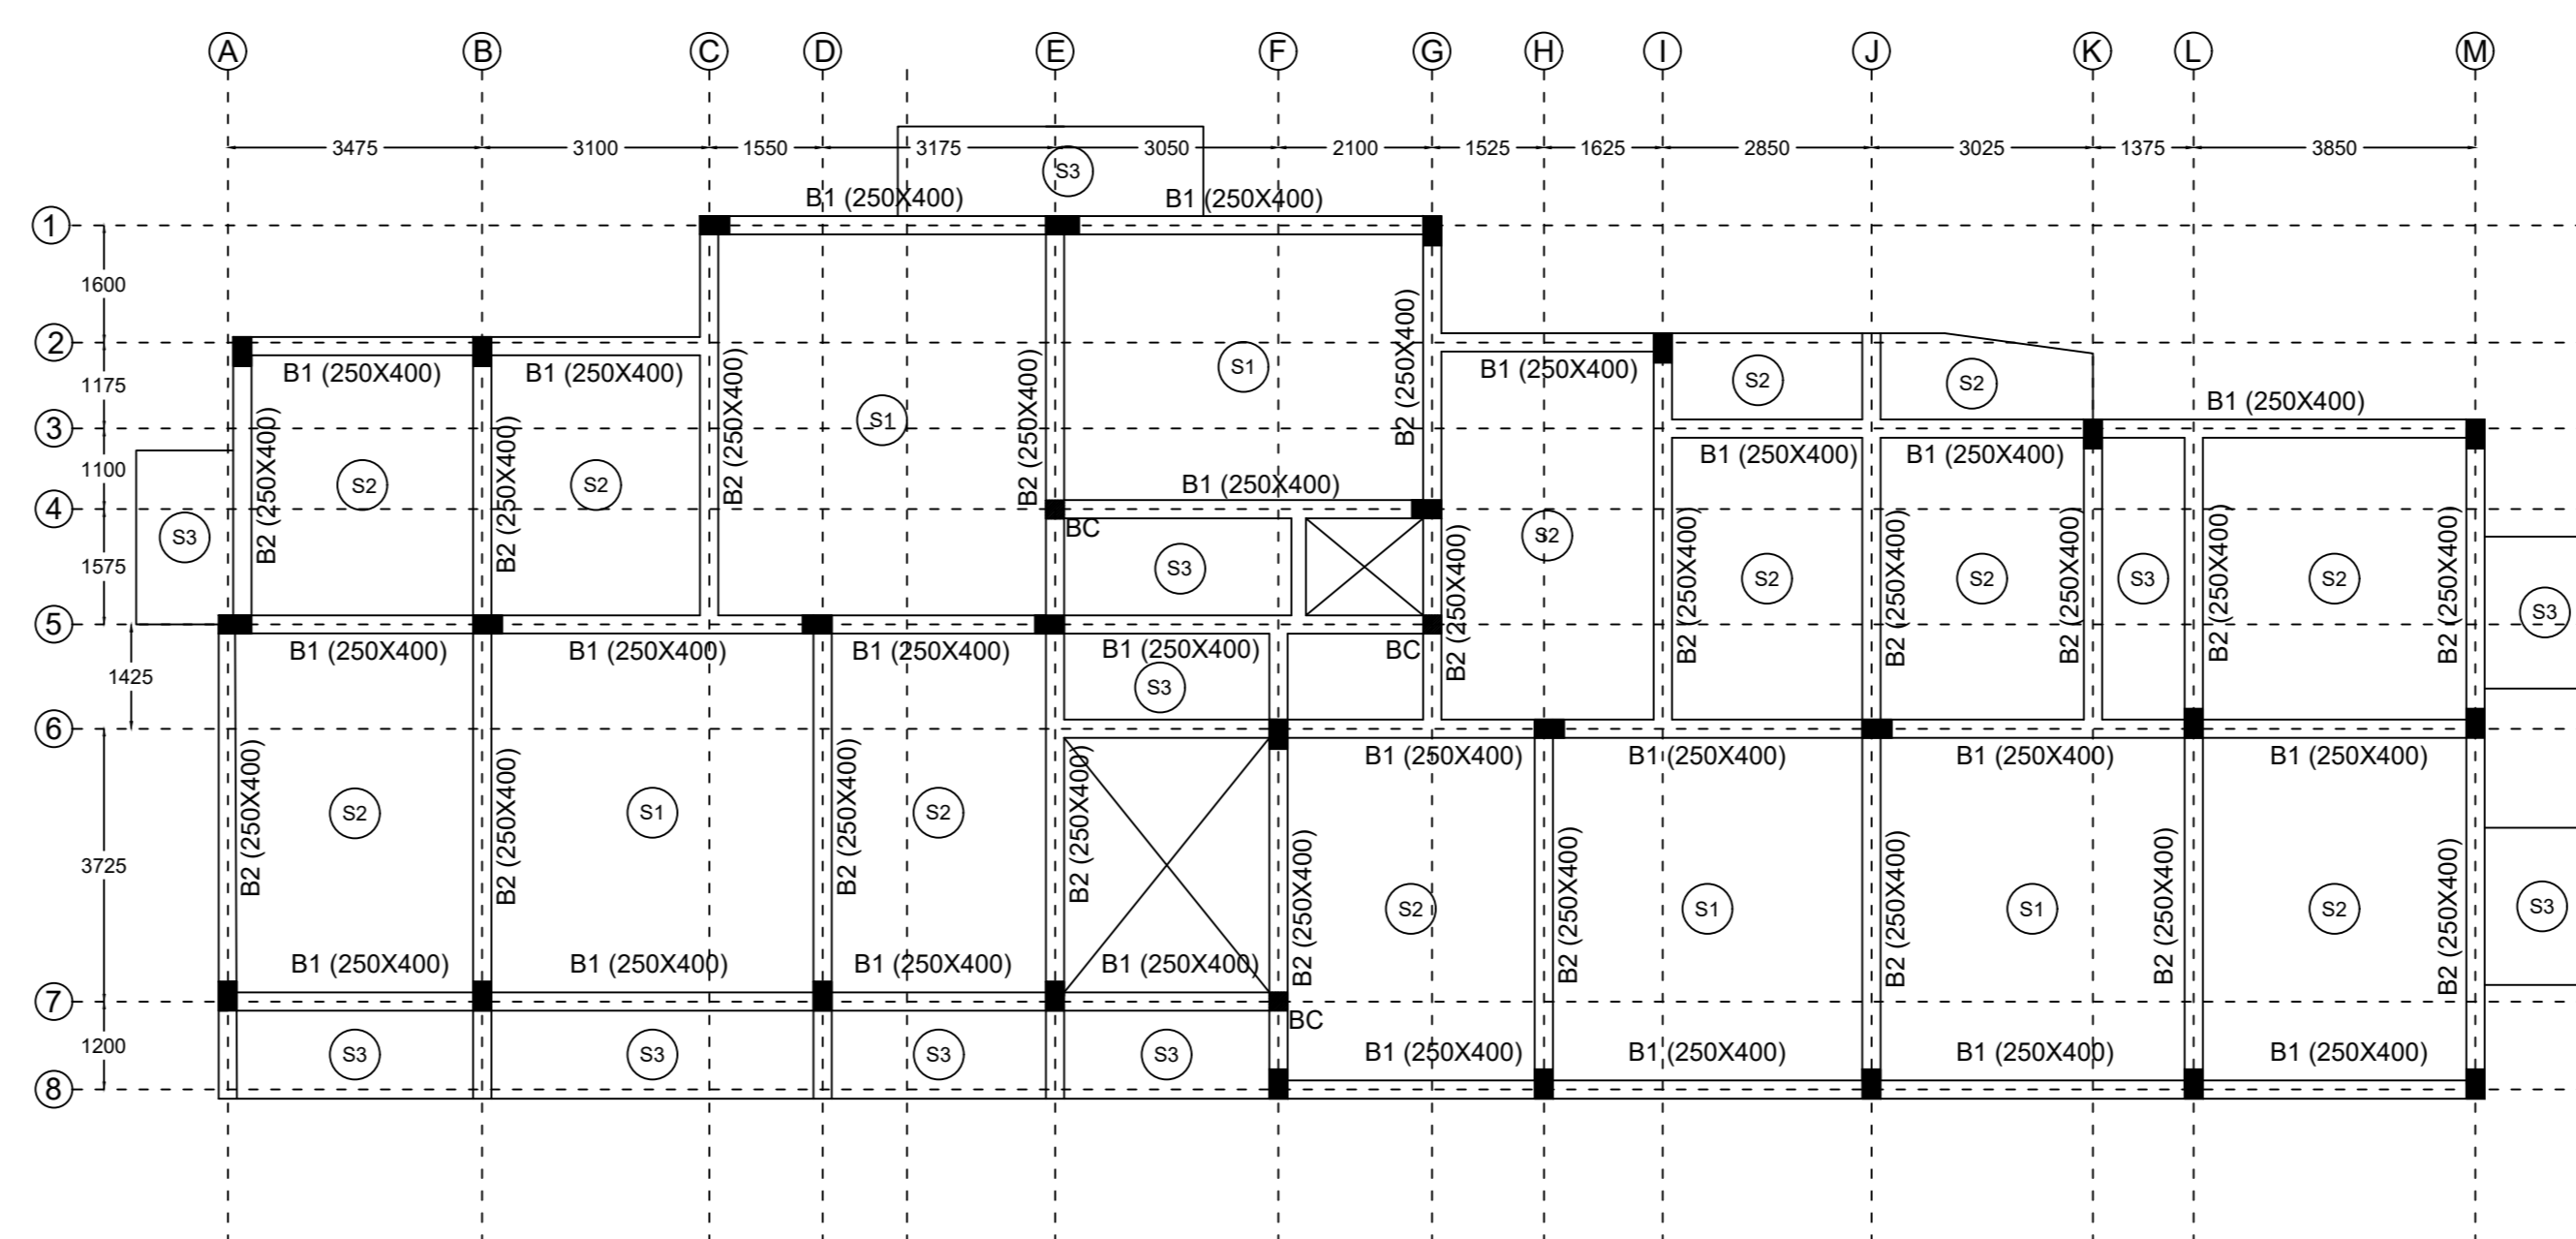 A B C D E F G H I J K L M
3475 3100 1550 3175 3050 2100 1525 1625 2850 3025 1375 3850
S3
B1 (250X400) B1 (250X400)
1
1600
2
B1 (250X400) B1 (250X400) B1 (250X400)
S1 S2 S2
1175
B2 (250X400) B2 (250X400) B2 (250X400) B2 (250X400) B2 (250X400)
S1
B1 (250X400)
3
B1 (250X400) B1 (250X400)
1100
S2 S2
B1 (250X400)
4
BC
S3 S3 S2
1575
B2 (250X400) B2 (250X400) B2 (250X400) B2 (250X400) B2 (250X400) B2 (250X400)
S2 S2 S3 S2
S3
5
B1 (250X400) B1 (250X400) B1 (250X400) B1 (250X400) BC
1425
S3
6
B1 (250X400) B1 (250X400) B1 (250X400) B1 (250X400)
B2 (250X400) B2 (250X400) B2 (250X400) B2 (250X400)
S2 S1 S2
3725
B2 (250X400) B2 (250X400) B2 (250X400) B2 (250X400) B2 (250X400)
S2 S1 S1 S2 S3
B1 (250X400) B1 (250X400) B1 (250X400) B1 (250X400)
7
BC
1200
S3 S3 S3 S3
B1 (250X400) B1 (250X400) B1 (250X400) B1 (250X400)
8